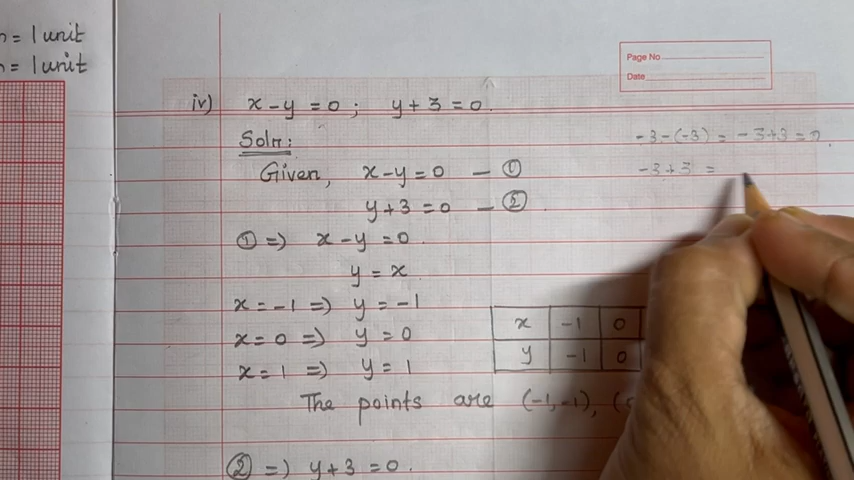 = 1 unit
= 1 unit
Page No
Date
iv) x - y = 0 ; y + 3 = 0.
-3 - (-3) = -3+3 = 0.
Soln:
-3+3 =
Given, x - y = 0 — ①
y + 3 = 0 — ②.
① => x - y = 0.
y = x
x = -1 => y = -1
x = 0 => y = 0
x = 1 => y = 1
x -1 0
y -1 0
The points are (-1,-1), (
② => y + 3 = 0.